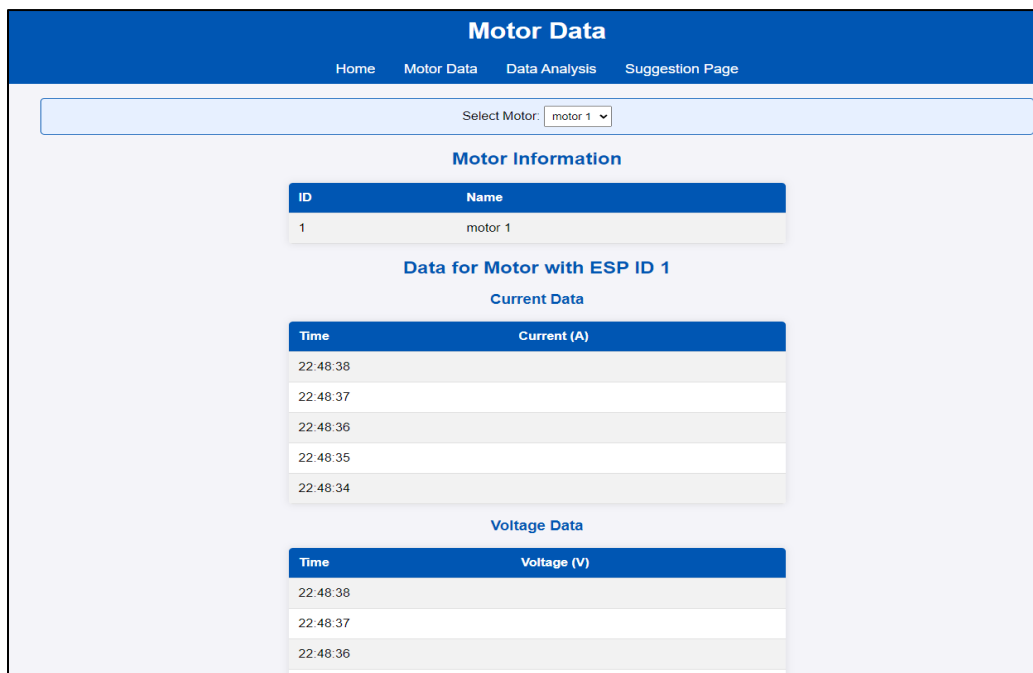 Motor Data
Home Motor Data Data Analysis Suggestion Page
Select Motor: motor 1
Motor Information
ID Name
1 motor 1
Data for Motor with ESP ID 1
Current Data
Time Current (A)
22:48:38
22:48:37
22:48:36
22:48:35
22:48:34
Voltage Data
Time Voltage (V)
22:48:38
22:48:37
22:48:36